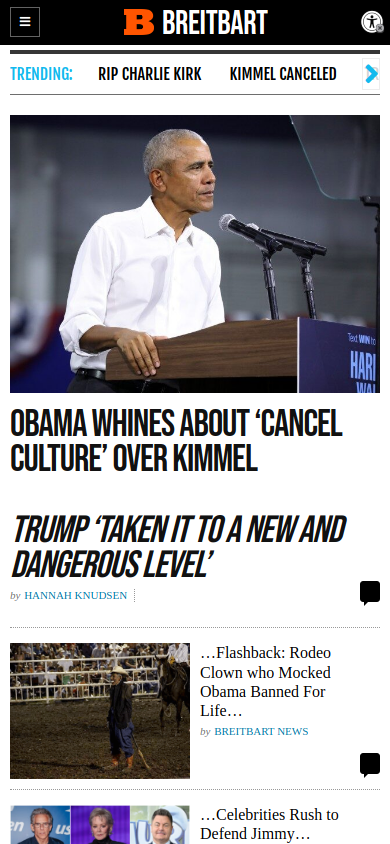 BREITBART
TRENDING:
RIP CHARLIE KIRK
KIMMEL CANCELED
Text WIN to
HARI
OBAMA WHINES ABOUT ‘CANCEL
CULTURE’ OVER KIMMEL
TRUMP ‘TAKEN IT TO A NEW AND
DANGEROUS LEVEL’
by HANNAH KNUDSEN
…Flashback: Rodeo
Clown who Mocked
Obama Banned For
Life…
by BREITBART NEWS
…Celebrities Rush to
Defend Jimmy…